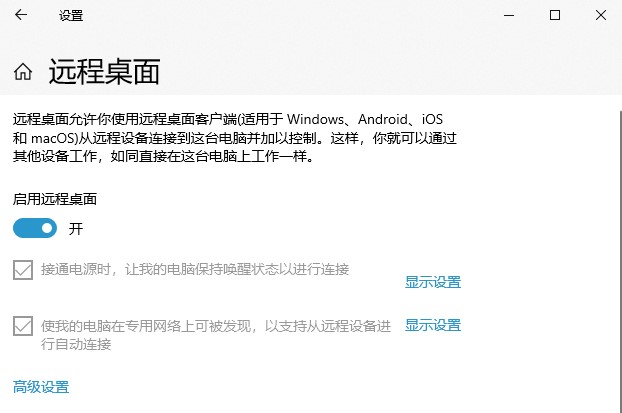 设置
远程桌面
远程桌面允许你使用远程桌面客户端(适用于 Windows、Android、iOS
和 macOS)从远程设备连接到这台电脑并加以控制。这样，你就可以通过
其他设备工作，如同直接在这台电脑上工作一样。
启用远程桌面
开
接通电源时，让我的电脑保持唤醒状态以进行连接
显示设置
使我的电脑在专用网络上可被发现，以支持从远程设备进
行自动连接
显示设置
高级设置